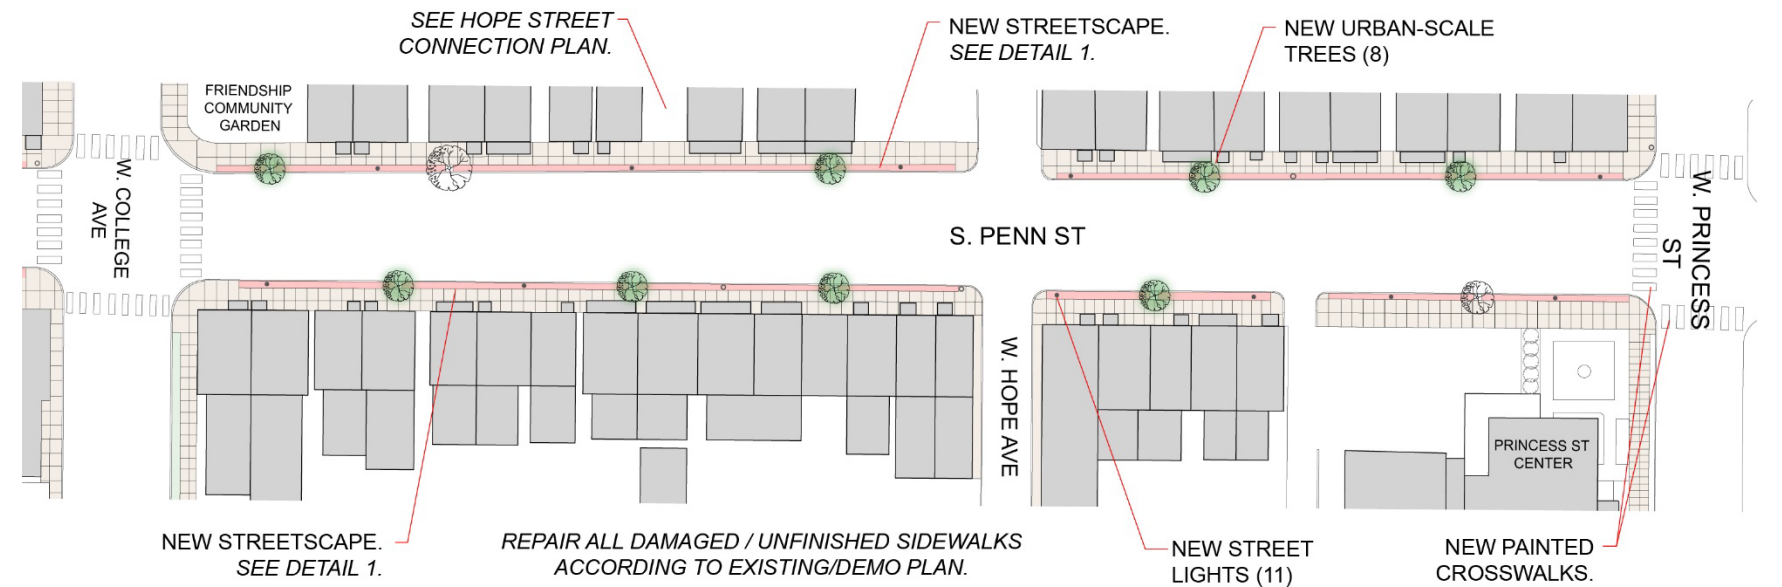 SEE HOPE STREET
CONNECTION PLAN.
NEW STREETSCAPE.
SEE DETAIL 1.
NEW URBAN-SCALE
TREES (8)
FRIENDSHIP
COMMUNITY
GARDEN
W. COLLEGE
AVE
S. PENN ST
W. PRINCESS
ST
W. HOPE AVE
PRINCESS ST
CENTER
NEW STREETSCAPE.
SEE DETAIL 1.
REPAIR ALL DAMAGED / UNFINISHED SIDEWALKS
ACCORDING TO EXISTING/DEMO PLAN.
NEW STREET
LIGHTS (11)
NEW PAINTED
CROSSWALKS.